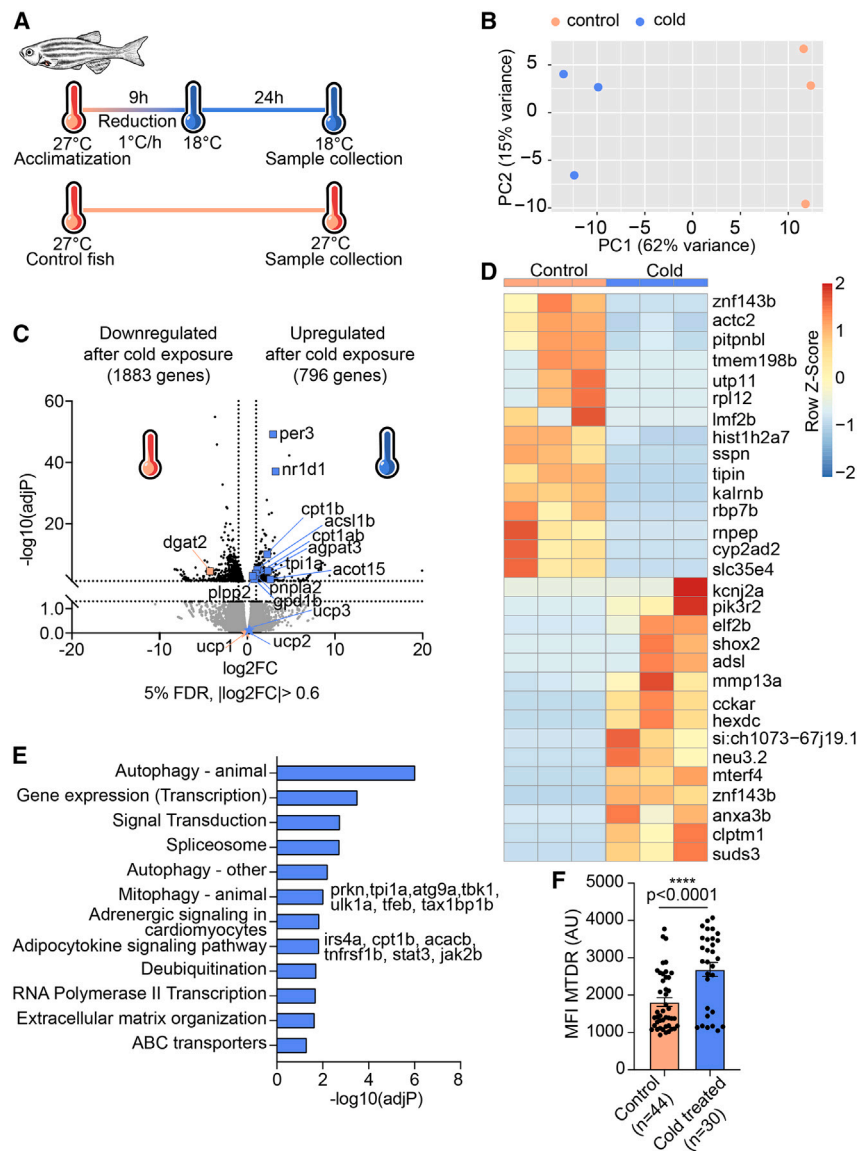 A
9h
24h
Reduction
1°C/h
27°C
18°C
18°C
Acclimatization
Sample collection
27°C
27°C
Control fish
Sample collection
B
control
cold
5
0
−5
−10
PC2 (15% variance)
−10
−5
0
5
10
PC1 (62% variance)
C
Downregulated
after cold exposure
(1883 genes)
Upregulated
after cold exposure
(796 genes)
60
40
20
1.0
0.0
-log10(adjP)
per3
nr1d1
cpt1b
acsl1b
cpt1ab
agpat3
dgat2
tpi1a
acot15
plpp2
pnpla2
gpd1b
ucp3
ucp1
ucp2
-20
-10
0
10
20
log2FC
5% FDR, |log2FC|> 0.6
D
Control
Cold
znf143b
actc2
pitpnbl
tmem198b
utp11
rpl12
lmf2b
hist1h2a7
sspn
tipin
kalrnb
rbp7b
rnpep
cyp2ad2
slc35e4
kcnj2a
pik3r2
elf2b
shox2
adsl
mmp13a
cckar
hexdc
si:ch1073−67j19.1
neu3.2
mterf4
znf143b
anxa3b
clptm1
suds3
2
1
0
−1
−2
Row Z−Score
E
Autophagy - animal
Gene expression (Transcription)
Signal Transduction
Spliceosome
Autophagy - other
Mitophagy - animal
prkn,tpi1a,atg9a,tbk1,
ulk1a, tfeb, tax1bp1b
Adrenergic signaling in
cardiomyocytes
Adipocytokine signaling pathway
irs4a, cpt1b, acacb,
tnfrsf1b, stat3, jak2b
Deubiquitination
RNA Polymerase II Transcription
Extracellular matrix organization
ABC transporters
0
2
4
6
8
-log10(adjP)
F
****
p<0.0001
5000
4000
3000
2000
1000
0
MFI MTDR (AU)
Control
(n=44)
Cold treated
(n=30)